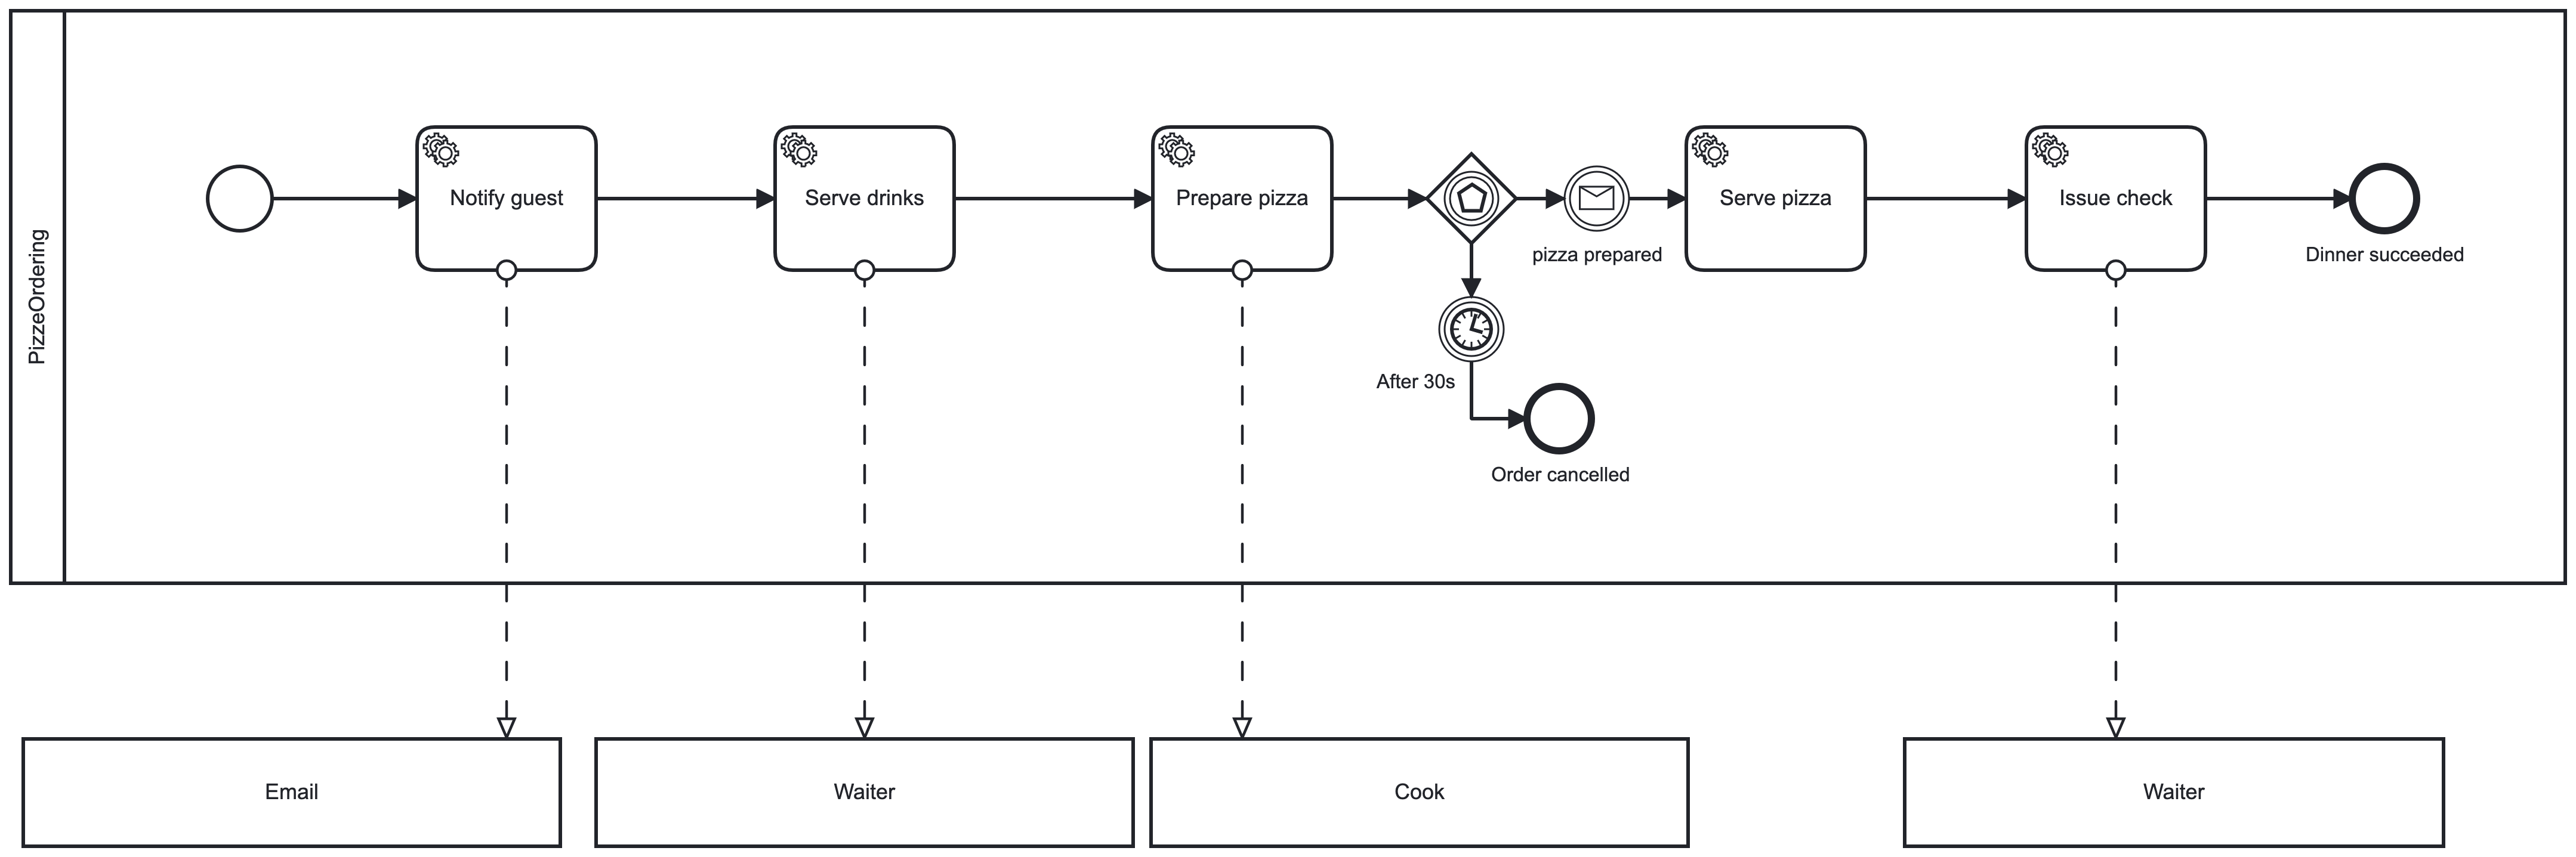 PizzeOrdering
Notify guest
Serve drinks
Prepare pizza
pizza prepared
Serve pizza
Issue check
Dinner succeeded
After 30s
Order cancelled
Email
Waiter
Cook
Waiter